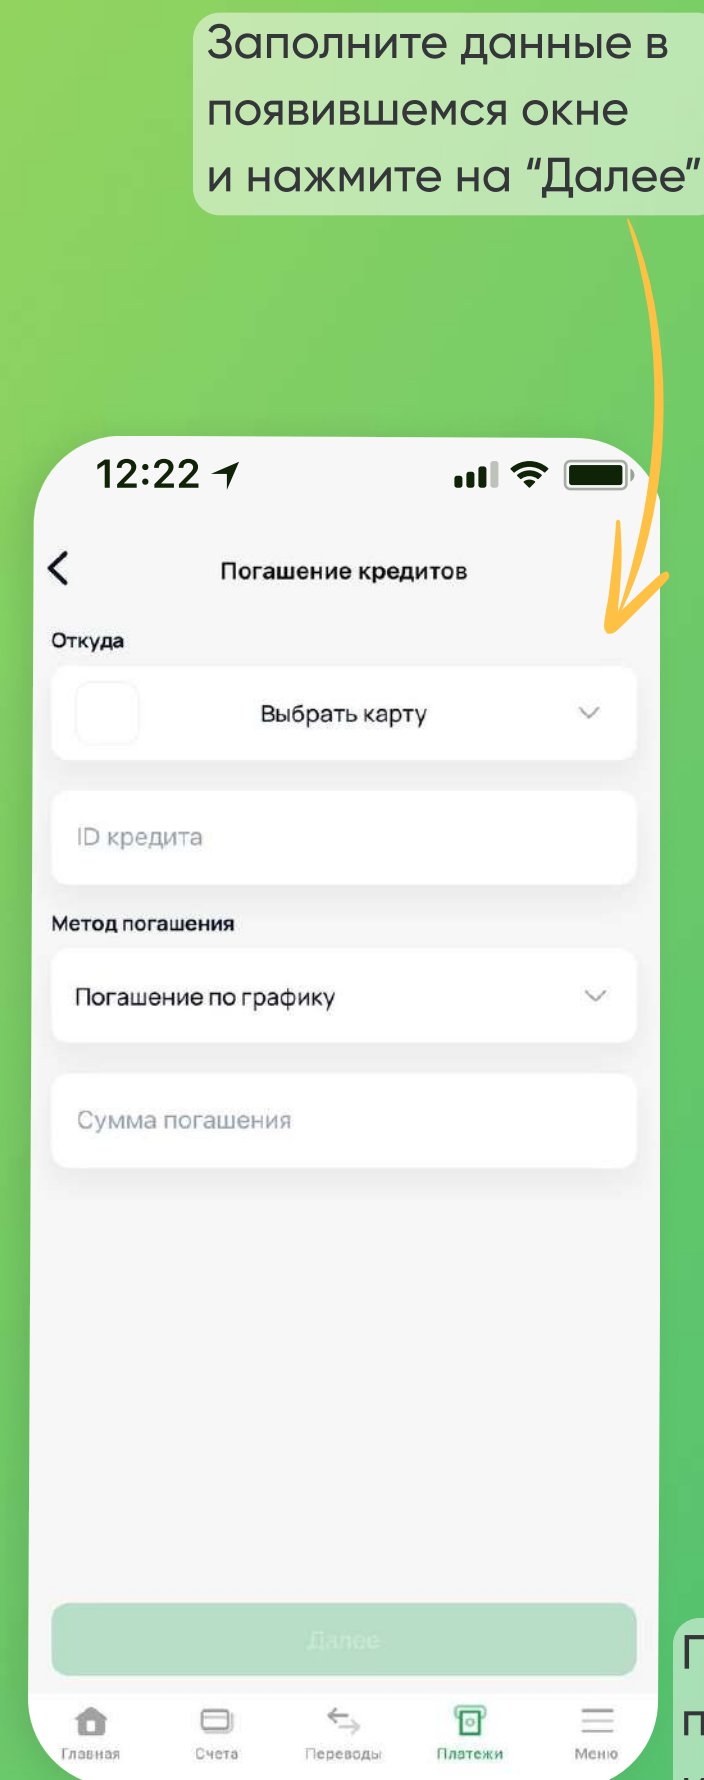 Заполните данные в
появившемся окне
и нажмите на “Далее”
12:22
Погашение кредитов
Откуда
Выбрать карту
ID кредита
Метод погашения
Погашение по графику
Сумма погашения
Далее
Главная Счета Переводы Платежи Меню